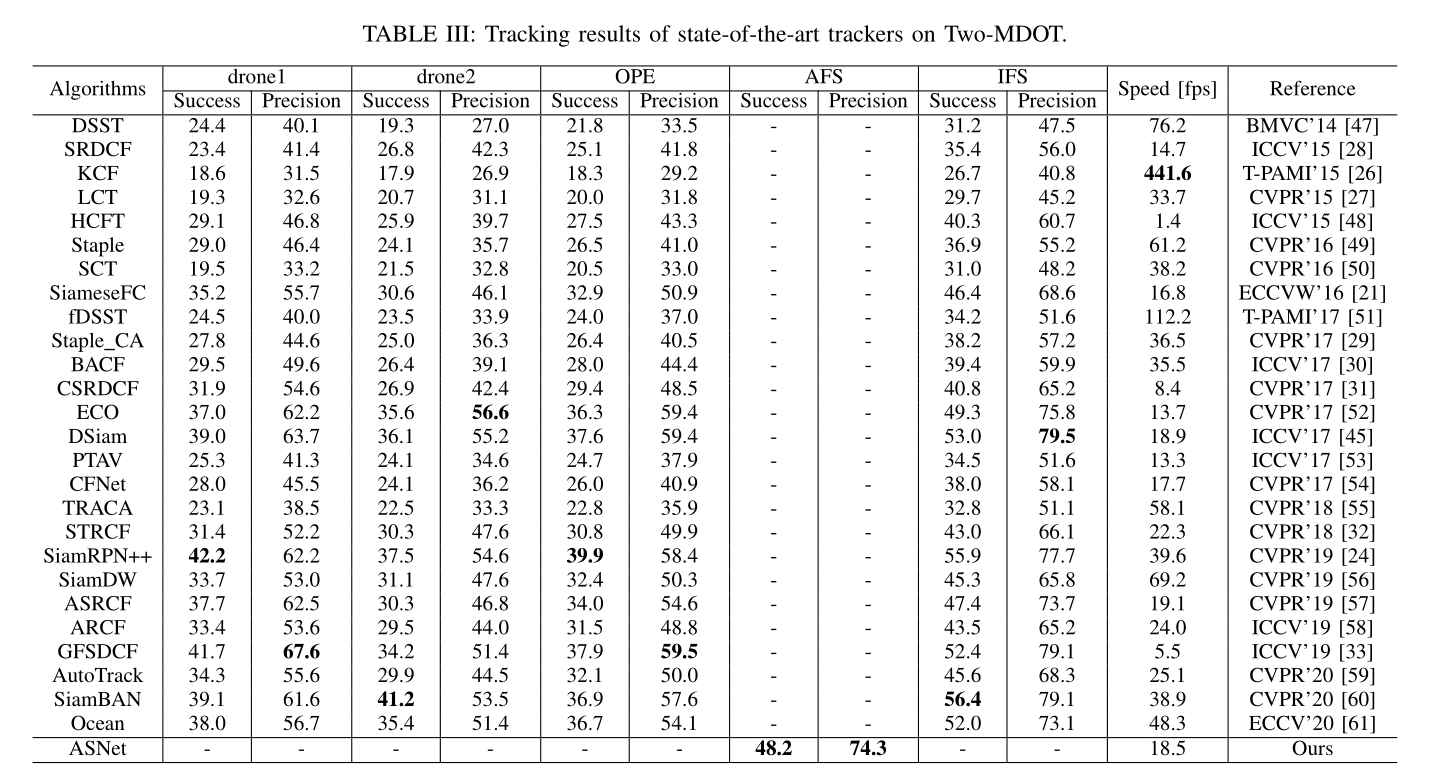 TABLE III: Tracking results of state-of-the-art trackers on Two-MDOT.
Algorithms drone1 drone2 OPE AFS IFS Speed [fps] Reference
Success Precision Success Precision Success Precision Success Precision Success Precision
DSST 24.4 40.1 19.3 27.0 21.8 33.5 - - 31.2 47.5 76.2 BMVC'14 [47]
SRDCF 23.4 41.4 26.8 42.3 25.1 41.8 - - 35.4 56.0 14.7 ICCV'15 [28]
KCF 18.6 31.5 17.9 26.9 18.3 29.2 - - 26.7 40.8 441.6 T-PAMI'15 [26]
LCT 19.3 32.6 20.7 31.1 20.0 31.8 - - 29.7 45.2 33.7 CVPR'15 [27]
HCFT 29.1 46.8 25.9 39.7 27.5 43.3 - - 40.3 60.7 1.4 ICCV'15 [48]
Staple 29.0 46.4 24.1 35.7 26.5 41.0 - - 36.9 55.2 61.2 CVPR'16 [49]
SCT 19.5 33.2 21.5 32.8 20.5 33.0 - - 31.0 48.2 38.2 CVPR'16 [50]
SiameseFC 35.2 55.7 30.6 46.1 32.9 50.9 - - 46.4 68.6 16.8 ECCVW'16 [21]
fDSST 24.5 40.0 23.5 33.9 24.0 37.0 - - 34.2 51.6 112.2 T-PAMI'17 [51]
Staple_CA 27.8 44.6 25.0 36.3 26.4 40.5 - - 38.2 57.2 36.5 CVPR'17 [29]
BACF 29.5 49.6 26.4 39.1 28.0 44.4 - - 39.4 59.9 35.5 ICCV'17 [30]
CSRDCF 31.9 54.6 26.9 42.4 29.4 48.5 - - 40.8 65.2 8.4 CVPR'17 [31]
ECO 37.0 62.2 35.6 56.6 36.3 59.4 - - 49.3 75.8 13.7 CVPR'17 [52]
DSiam 39.0 63.7 36.1 55.2 37.6 59.4 - - 53.0 79.5 18.9 ICCV'17 [45]
PTAV 25.3 41.3 24.1 34.6 24.7 37.9 - - 34.5 51.6 13.3 ICCV'17 [53]
CFNet 28.0 45.5 24.1 36.2 26.0 40.9 - - 38.0 58.1 17.7 CVPR'17 [54]
TRACA 23.1 38.5 22.5 33.3 22.8 35.9 - - 32.8 51.1 58.1 CVPR'18 [55]
STRCF 31.4 52.2 30.3 47.6 30.8 49.9 - - 43.0 66.1 22.3 CVPR'18 [32]
SiamRPN++ 42.2 62.2 37.5 54.6 39.9 58.4 - - 55.9 77.7 39.6 CVPR'19 [24]
SiamDW 33.7 53.0 31.1 47.6 32.4 50.3 - - 45.3 65.8 69.2 CVPR'19 [56]
ASRCF 37.7 62.5 30.3 46.8 34.0 54.6 - - 47.4 73.7 19.1 CVPR'19 [57]
ARCF 33.4 53.6 29.5 44.0 31.5 48.8 - - 43.5 65.2 24.0 ICCV'19 [58]
GFSDCF 41.7 67.6 34.2 51.4 37.9 59.5 - - 52.4 79.1 5.5 ICCV'19 [33]
AutoTrack 34.3 55.6 29.9 44.5 32.1 50.0 - - 45.6 68.3 25.1 CVPR'20 [59]
SiamBAN 39.1 61.6 41.2 53.5 36.9 57.6 - - 56.4 79.1 38.9 CVPR'20 [60]
Ocean 38.0 56.7 35.4 51.4 36.7 54.1 - - 52.0 73.1 48.3 ECCV'20 [61]
ASNet - - - - - - 48.2 74.3 - - 18.5 Ours